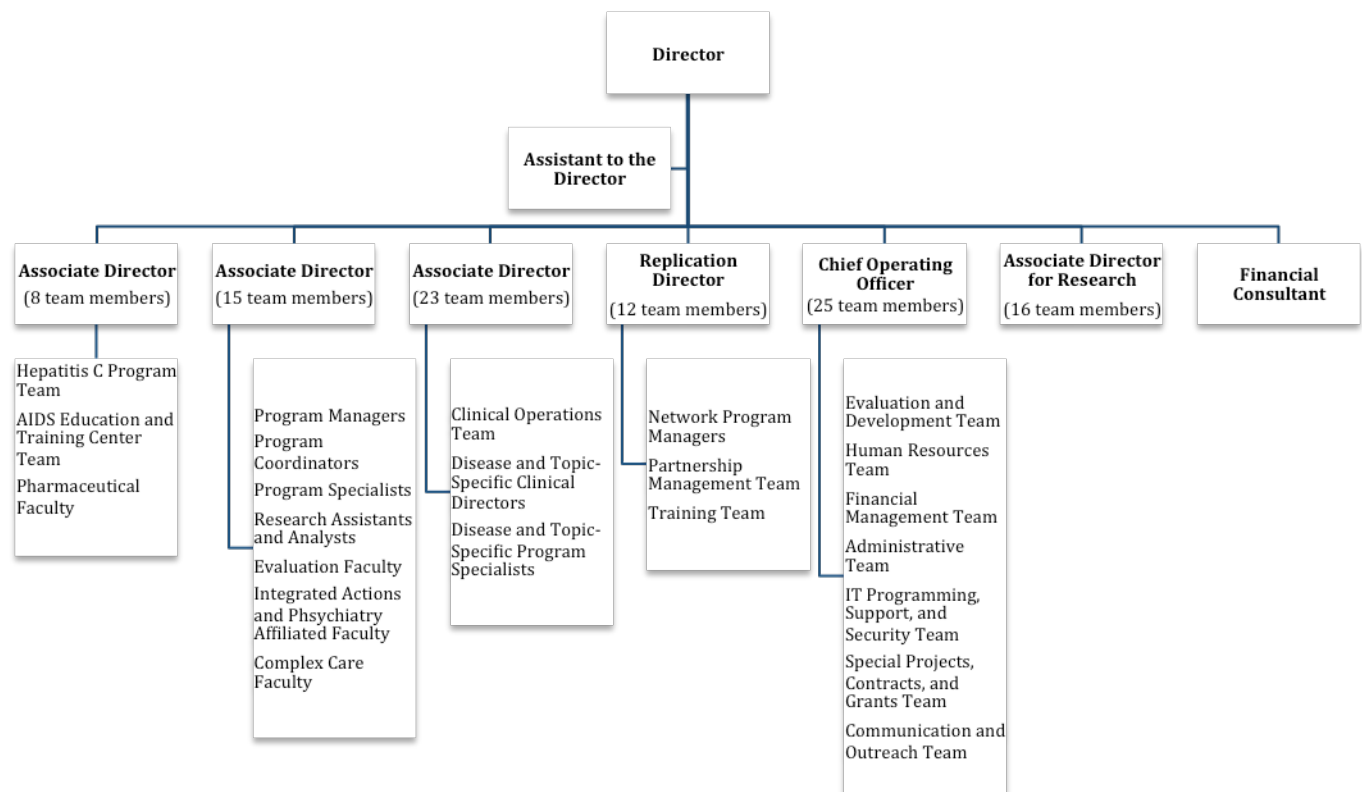 Director
Assistant to the
Director
Associate Director
(8 team members)
Associate Director
(15 team members)
Associate Director
(23 team members)
Replication
Director
(12 team members)
Chief Operating
Officer
(25 team members)
Associate Director
for Research
(16 team members)
Financial
Consultant
Hepatitis C Program
Team
AIDS Education and
Training Center
Team
Pharmaceutical
Faculty
Program Managers
Program
Coordinators
Program Specialists
Research Assistants
and Analysts
Evaluation Faculty
Integrated Actions
and Phsychiatry
Affiliated Faculty
Complex Care
Faculty
Clinical Operations
Team
Disease and Topic-
Specific Clinical
Directors
Disease and Topic-
Specific Program
Specialists
Network Program
Managers
Partnership
Management Team
Training Team
Evaluation and
Development Team
Human Resources
Team
Financial
Management Team
Administrative
Team
IT Programming,
Support, and
Security Team
Special Projects,
Contracts, and
Grants Team
Communication and
Outreach Team